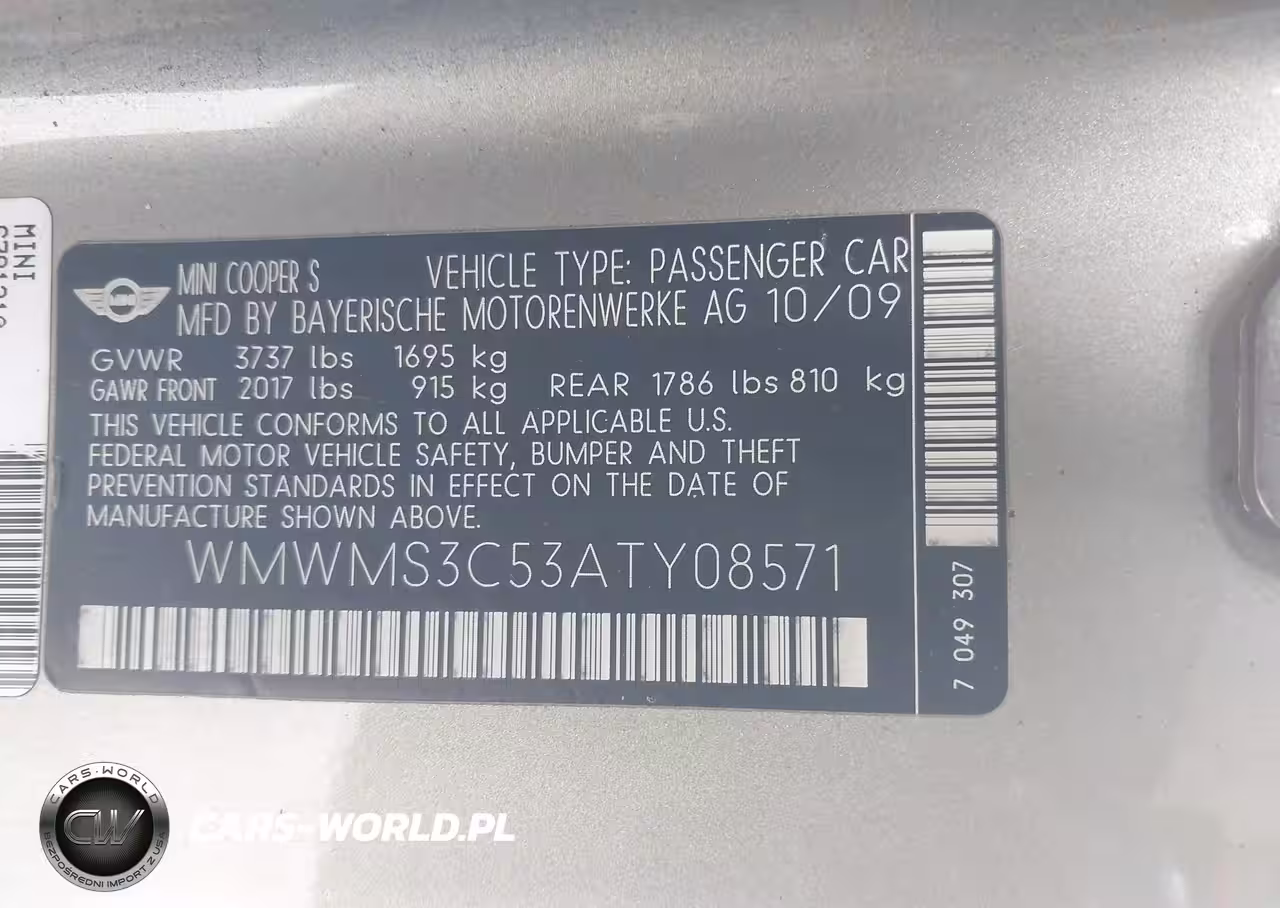 MINI
MINI
MINI COOPER S VEHICLE TYPE: PASSENGER CAR
MFD BY BAYERISCHE MOTORENWERKE AG 10/09
GVWR 3737 lbs 1695 kg
GAWR FRONT 2017 lbs 915 kg REAR 1786 lbs 810 kg
THIS VEHICLE CONFORMS TO ALL APPLICABLE U.S.
FEDERAL MOTOR VEHICLE SAFETY, BUMPER AND THEFT
PREVENTION STANDARDS IN EFFECT ON THE DATE OF
MANUFACTURE SHOWN ABOVE.
WMWMS3C53ATY08571
7 049 307
CARS-WORLD
CW
BEZPOŚREDNI IMPORT Z USA
CARS-WORLD.PL